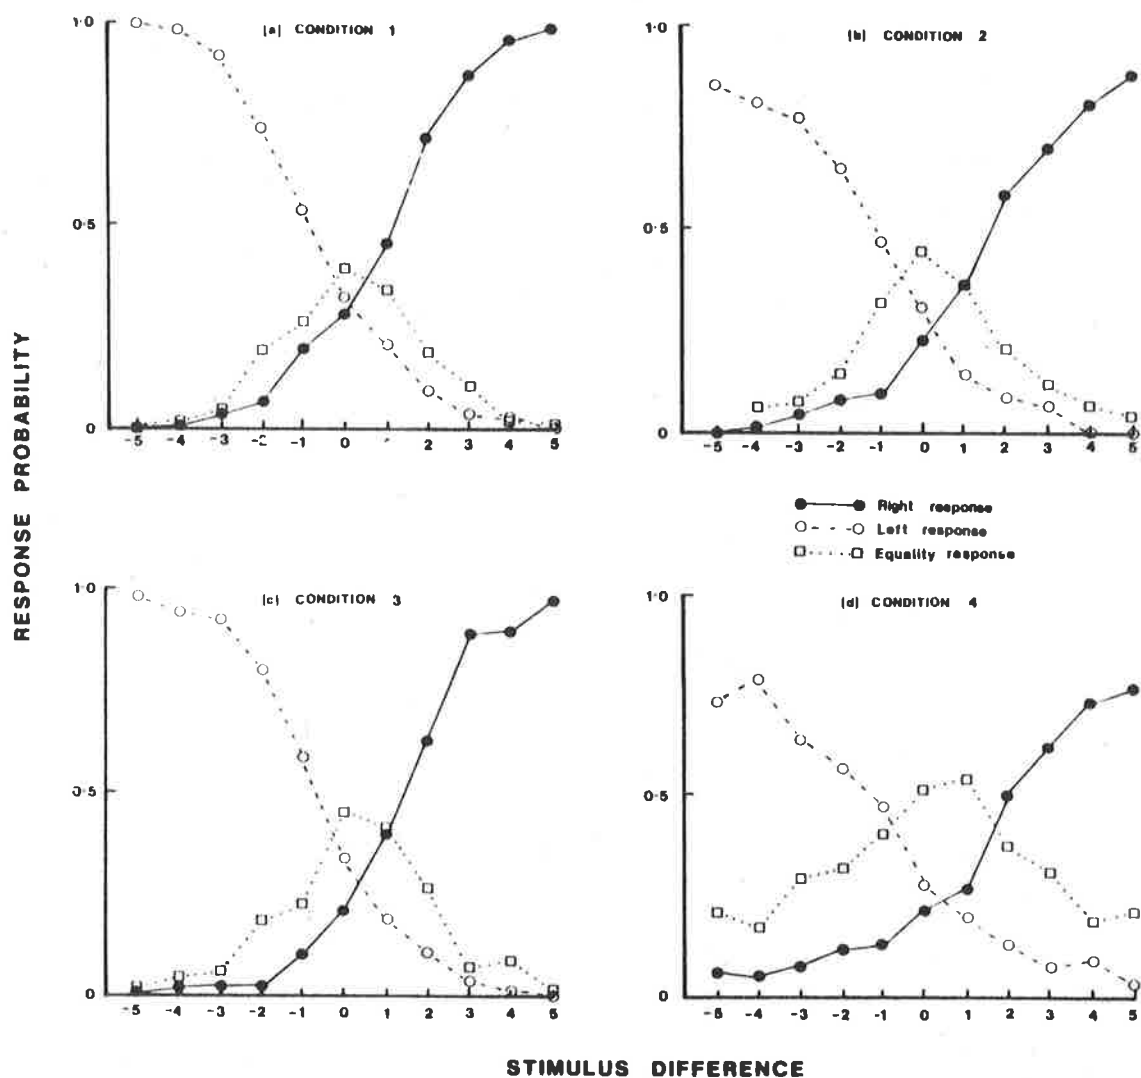 (a) CONDITION 1
1·0
0·5
0
-5 -4 -3 -2 -1 0 2 3 4 5
(b) CONDITION 2
1·0
0·5
0
-5 -4 -3 -2 -1 0 1 2 3 4 5
Right response
Left response
Equality response
(c) CONDITION 3
1·0
0·5
0
-5 -4 -3 -2 -1 0 1 2 3 4 5
(d) CONDITION 4
1·0
0·5
0
-5 -4 -3 -2 -1 0 1 2 3 4 5
RESPONSE PROBABILITY
STIMULUS DIFFERENCE